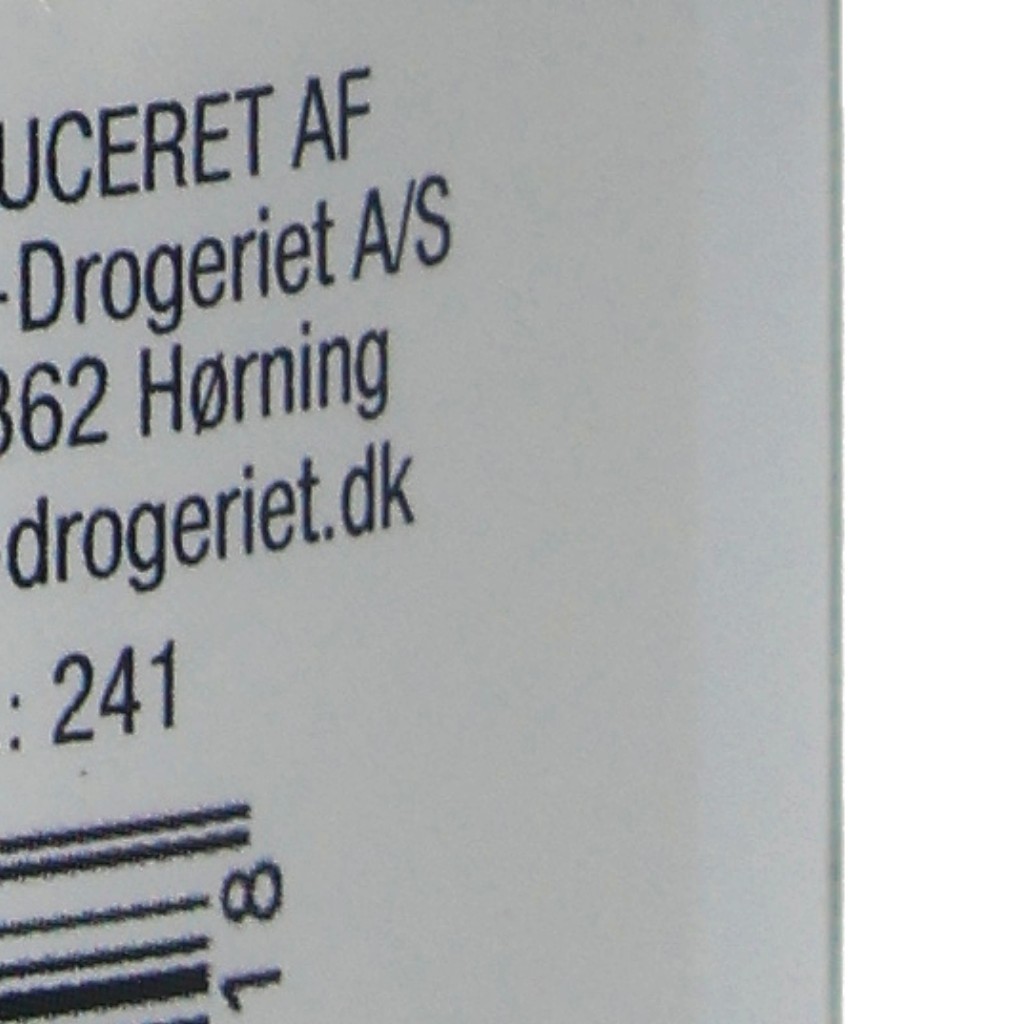 UCERET AF
-Drogeriet A/S
362 Hørning
-drogeriet.dk
: 241
8
1